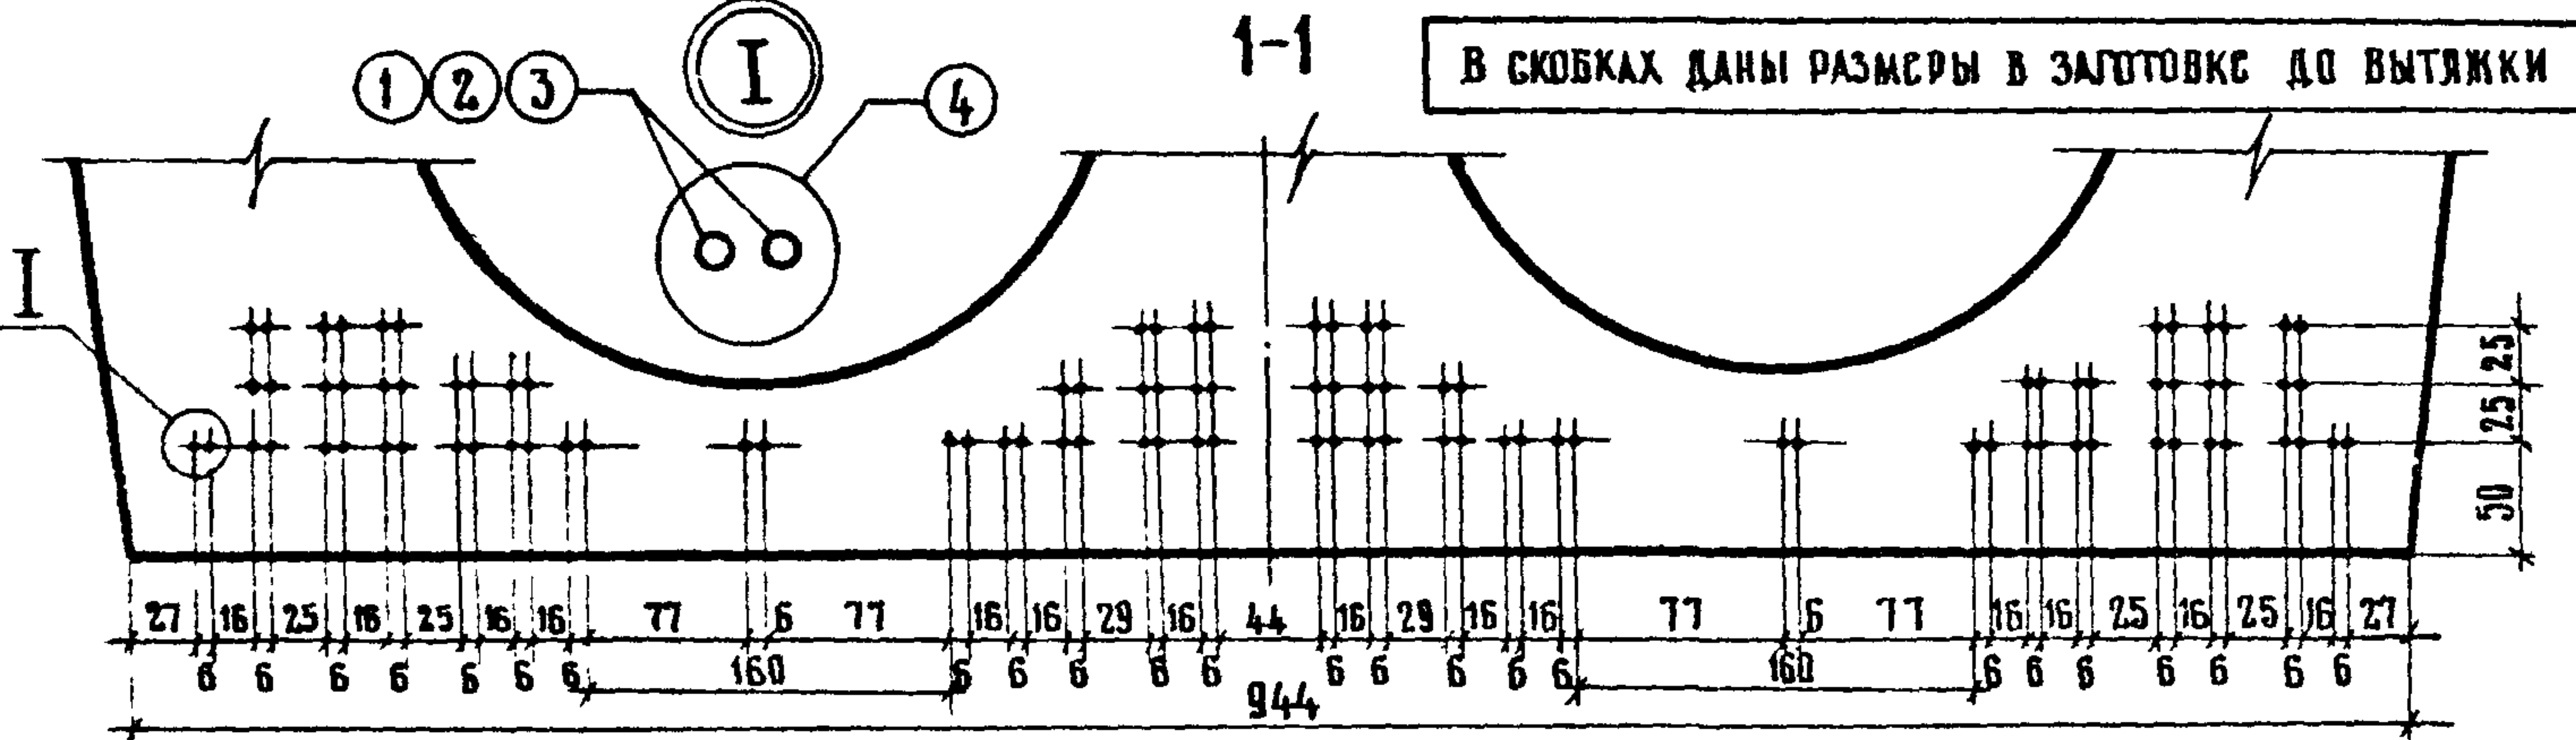 1 2 3 I 4 1-1 В СКОБКАХ ДАНЫ РАЗМЕРЫ В ЗАГОТОВКЕ ДО ВЫТЯЖКИ
I
25
25
50
27 16 25 16 25 16 16 77 6 77 16 16 29 16 44 16 29 16 16 77 6 77 16 16 25 16 25 16 27
6 6 6 6 6 6 6 160 6 6 6 6 6 6 6 6 6 6 160 6 6 6 6 6 6 6
944